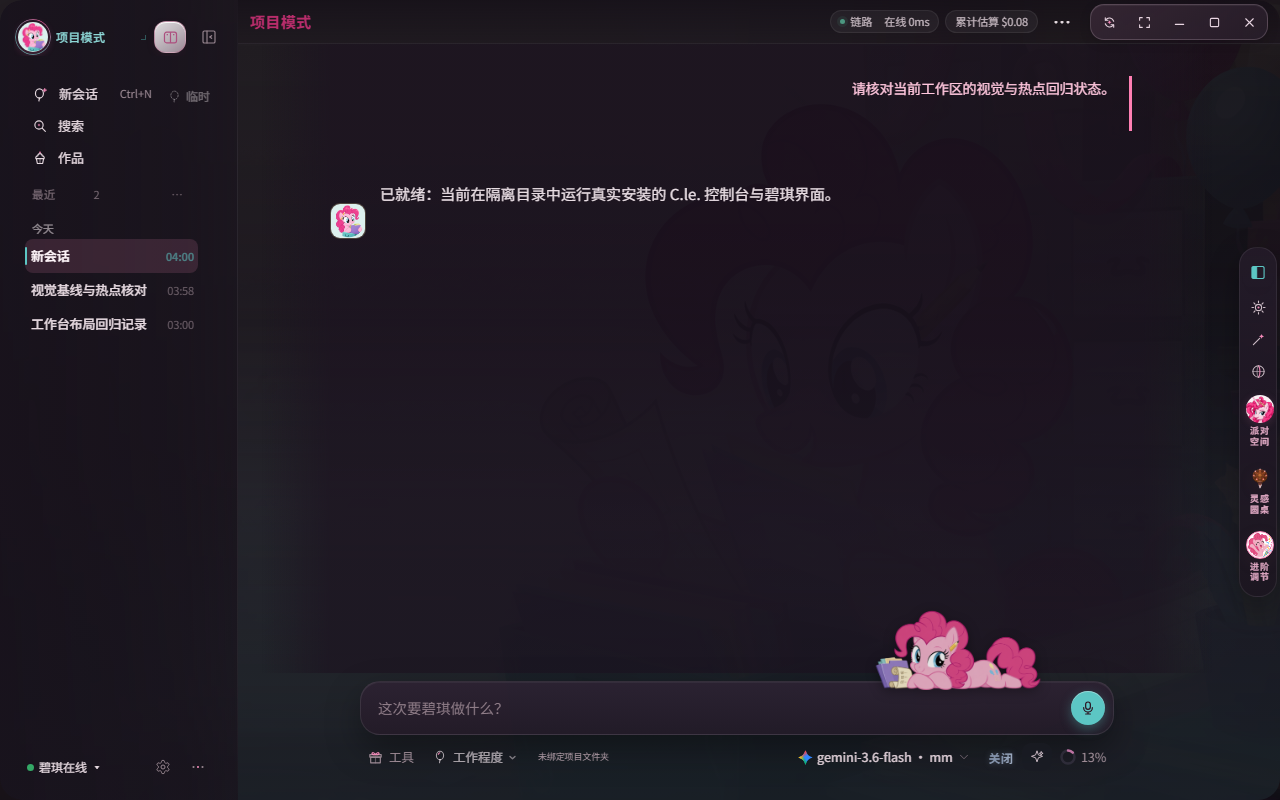 项目模式
新会话 Ctrl+N 临时
搜索
作品
最近 2
今天
新会话 04:00
视觉基线与热点核对 03:58
工作台布局回归记录 03:00
碧琪在线
项目模式
链路 在线 0ms
累计估算 $0.08
请核对当前工作区的视觉与热点回归状态。
已就绪：当前在隔离目录中运行真实安装的 C.le. 控制台与碧琪界面。
派对
空间
灵感
圆桌
进阶
调节
这次要碧琪做什么？
工具 工作程度 未绑定项目文件夹
gemini-3.6-flash • mm 关闭 13%